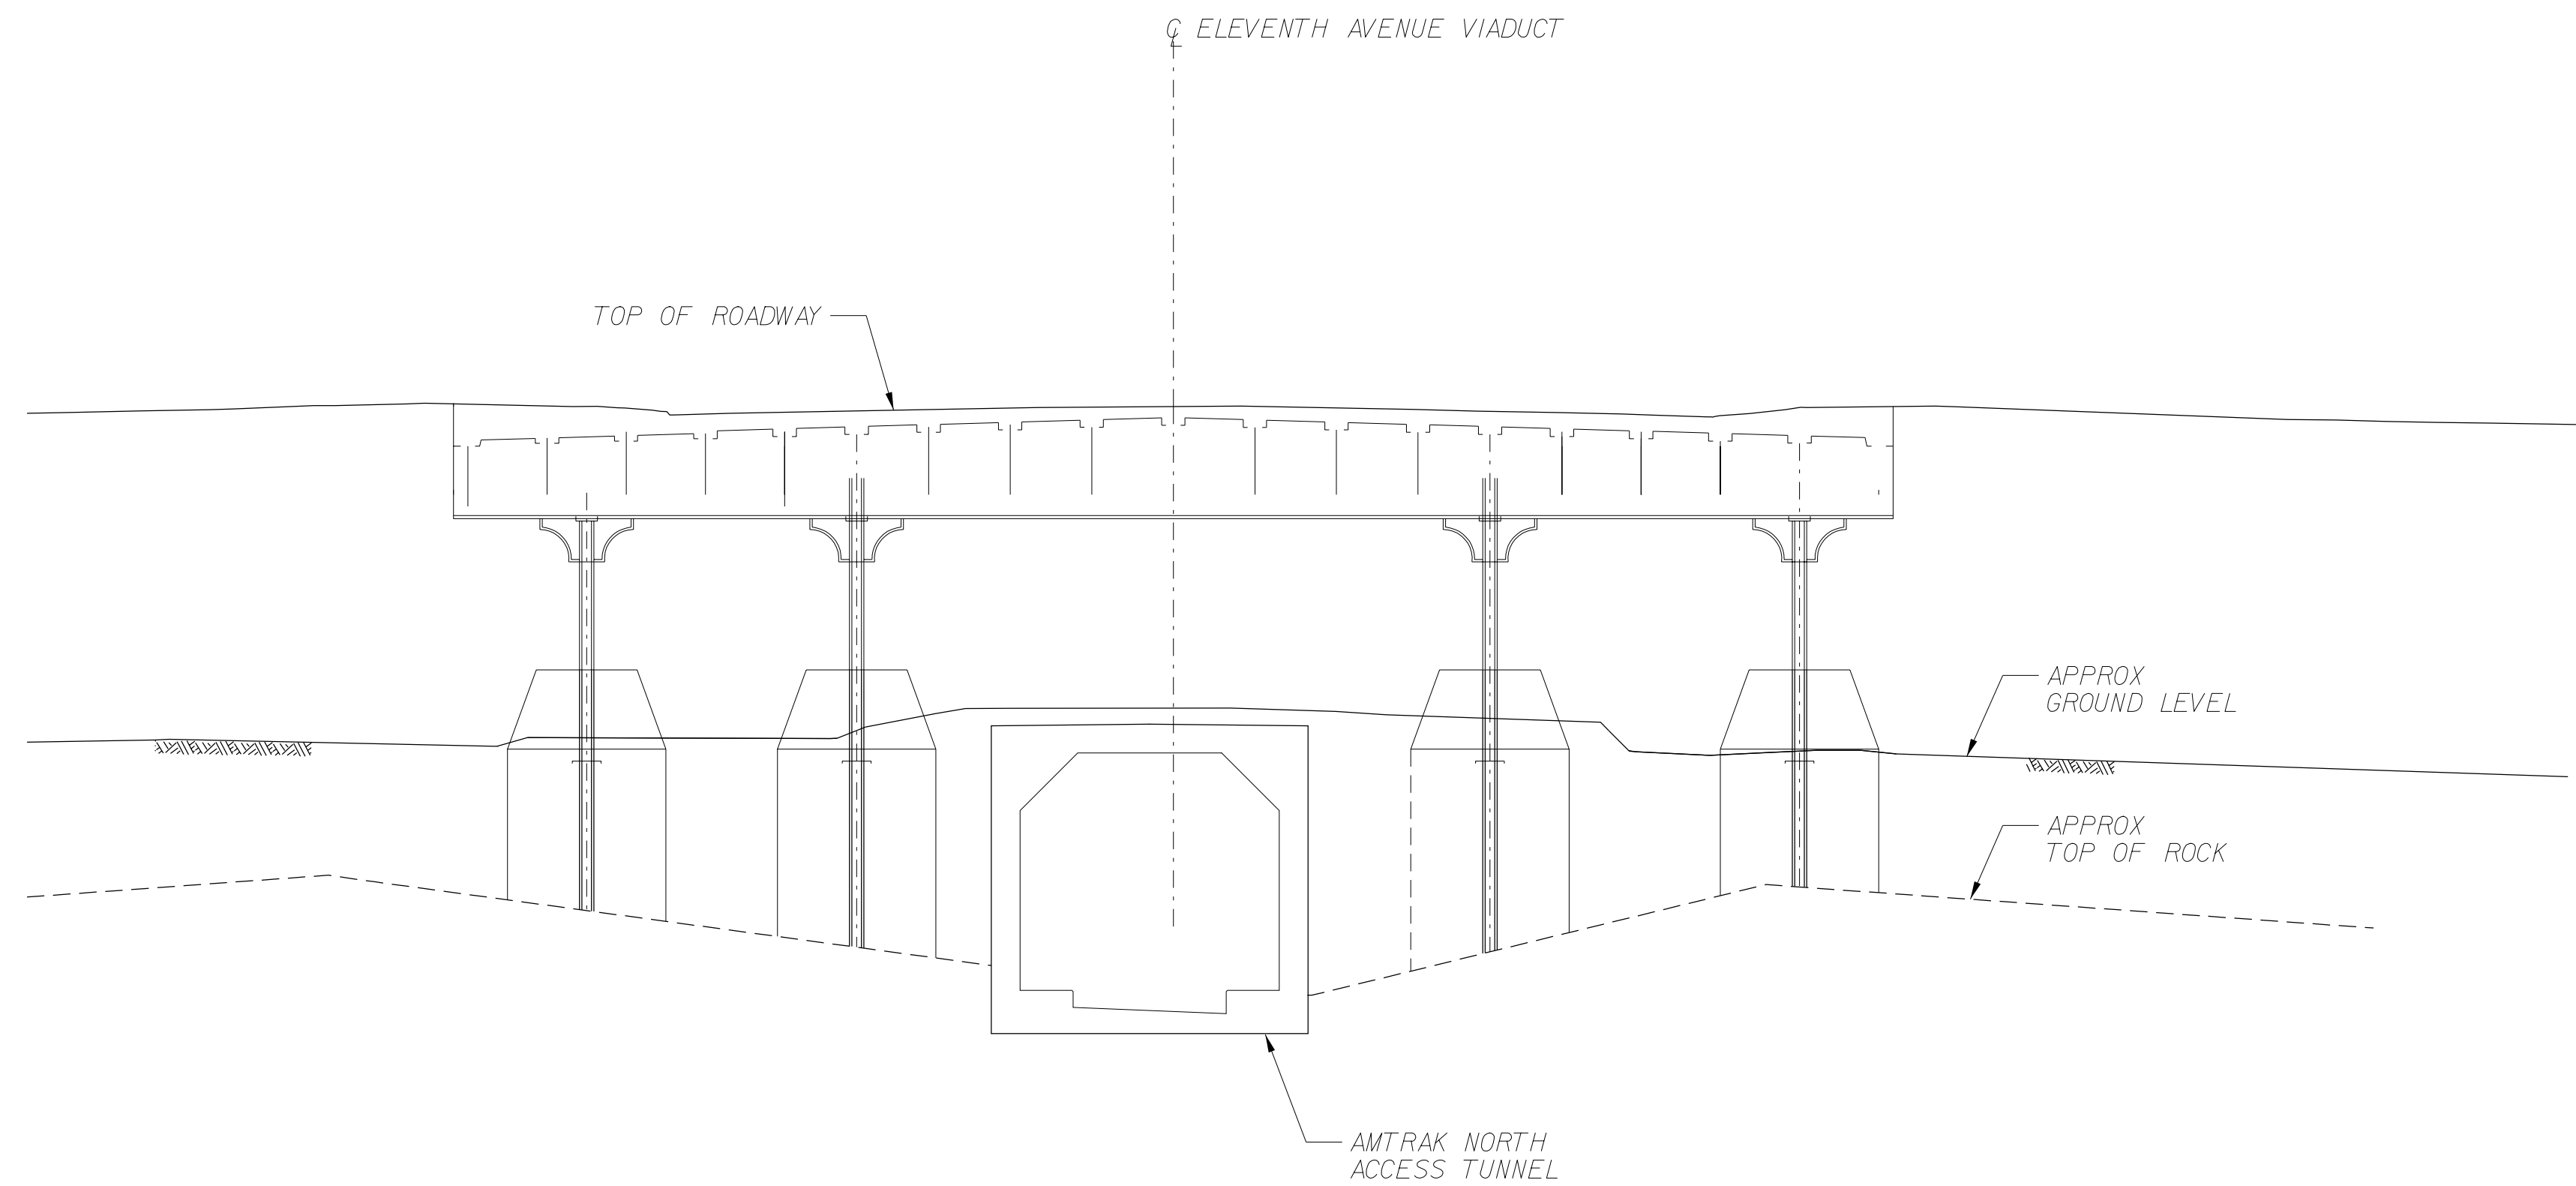 ℄ ELEVENTH AVENUE VIADUCT
TOP OF ROADWAY
APPROX
GROUND LEVEL
APPROX
TOP OF ROCK
AMTRAK NORTH
ACCESS TUNNEL